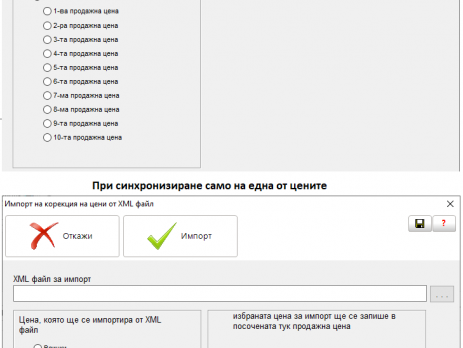 1-ва продажна цена
2-ра продажна цена
3-та продажна цена
4-та продажна цена
5-та продажна цена
6-та продажна цена
7-ма продажна цена
8-ма продажна цена
9-та продажна цена
10-та продажна цена
При синхронизиране само на една от цените
Импорт на корекция на цени от XML файл
Откажи
Импорт
?
XML файл за импорт
...
Цена, която ще се импортира от XML
файл
избраната цена за импорт ще се запише в
посочената тук продажна цена